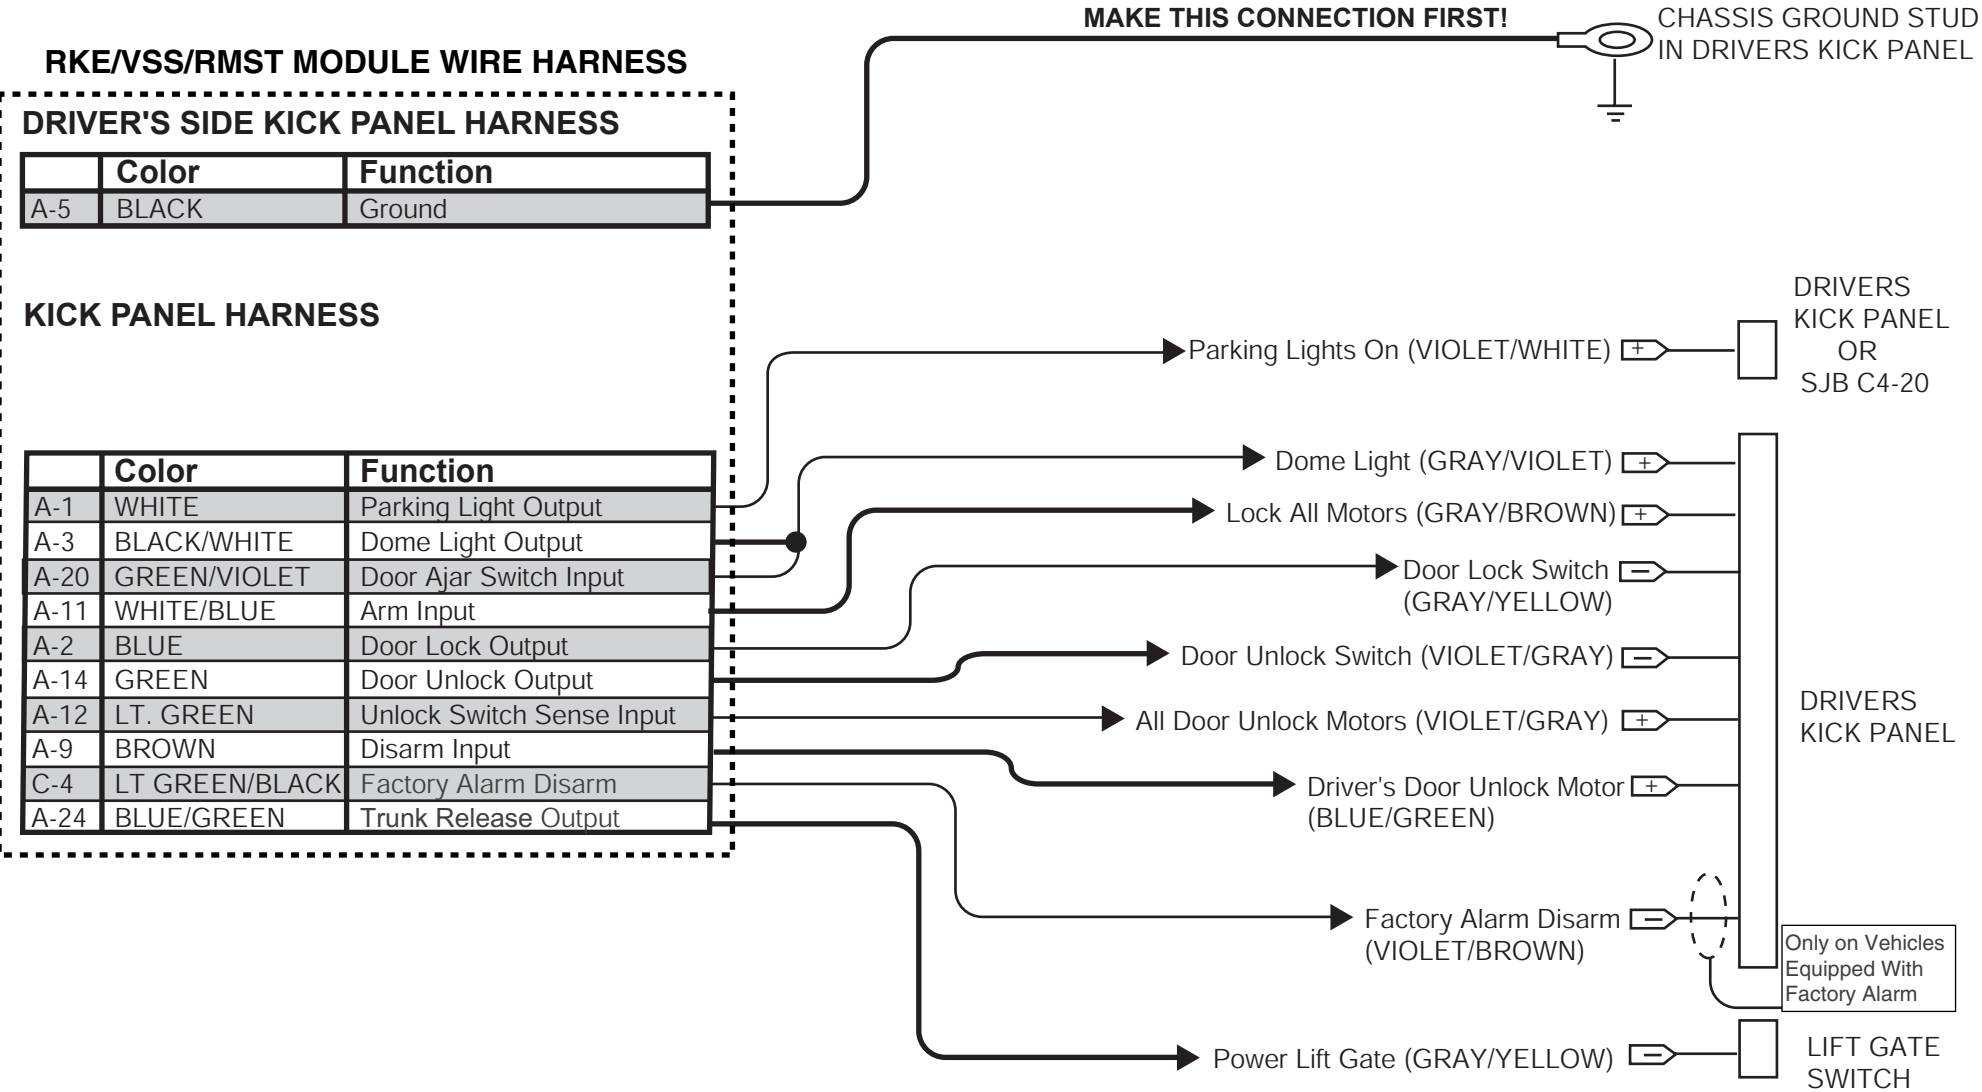 MAKE THIS CONNECTION FIRST!
CHASSIS GROUND STUD
IN DRIVERS KICK PANEL
RKE/VSS/RMST MODULE WIRE HARNESS
DRIVER'S SIDE KICK PANEL HARNESS
Color Function
A-5 BLACK Ground
KICK PANEL HARNESS
Color Function
A-1 WHITE Parking Light Output
A-3 BLACK/WHITE Dome Light Output
A-20 GREEN/VIOLET Door Ajar Switch Input
A-11 WHITE/BLUE Arm Input
A-2 BLUE Door Lock Output
A-14 GREEN Door Unlock Output
A-12 LT. GREEN Unlock Switch Sense Input
A-9 BROWN Disarm Input
C-4 LT GREEN/BLACK Factory Alarm Disarm
A-24 BLUE/GREEN Trunk Release Output
Parking Lights On (VIOLET/WHITE) +
DRIVERS
KICK PANEL
OR
SJB C4-20
Dome Light (GRAY/VIOLET) +
Lock All Motors (GRAY/BROWN) +
Door Lock Switch −
(GRAY/YELLOW)
Door Unlock Switch (VIOLET/GRAY) −
All Door Unlock Motors (VIOLET/GRAY) +
Driver's Door Unlock Motor +
(BLUE/GREEN)
DRIVERS
KICK PANEL
Factory Alarm Disarm −
(VIOLET/BROWN)
Only on Vehicles
Equipped With
Factory Alarm
Power Lift Gate (GRAY/YELLOW) −
LIFT GATE
SWITCH